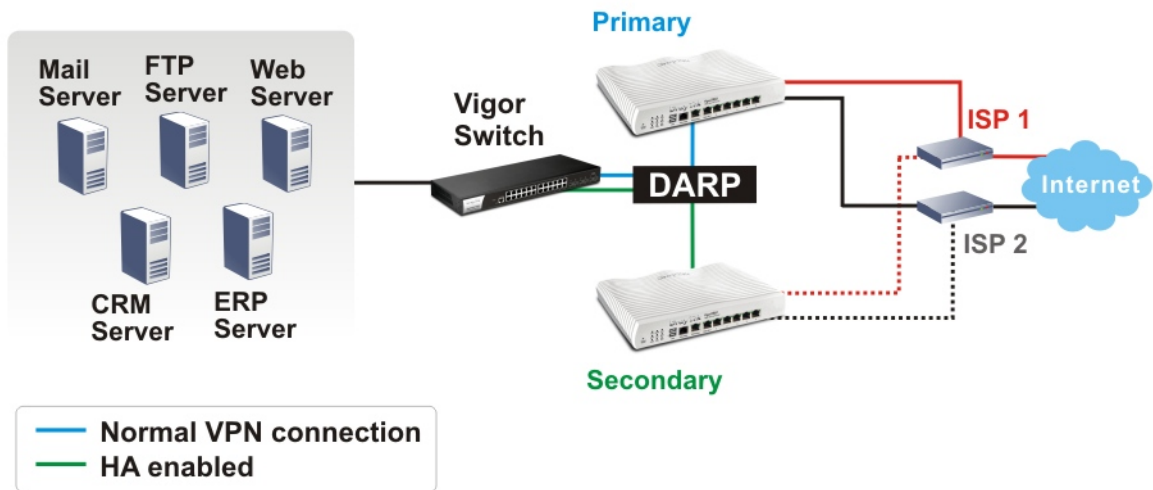 Primary
Mail
Server
FTP
Server
Web
Server
Vigor
Switch
ISP 1
DARP
Internet
ISP 2
CRM
Server
ERP
Server
Secondary
Normal VPN connection
HA enabled